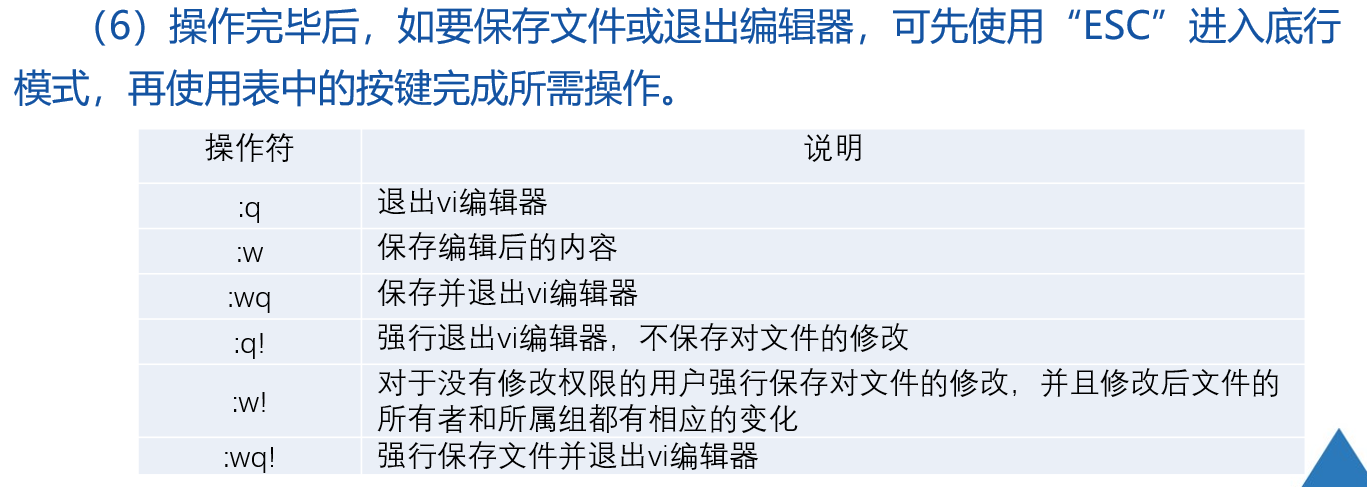 （6）操作完毕后，如要保存文件或退出编辑器，可先使用“ESC”进入底行
模式，再使用表中的按键完成所需操作。
操作符 说明
:q 退出vi编辑器
:w 保存编辑后的内容
:wq 保存并退出vi编辑器
:q! 强行退出vi编辑器，不保存对文件的修改
:w! 对于没有修改权限的用户强行保存对文件的修改，并且修改后文件的
所有者和所属组都有相应的变化
:wq! 强行保存文件并退出vi编辑器